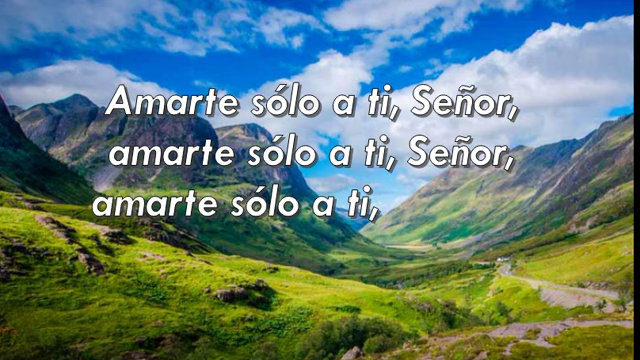 Amarte sólo a ti, Señor,
amarte sólo a ti, Señor,
amarte sólo a ti,